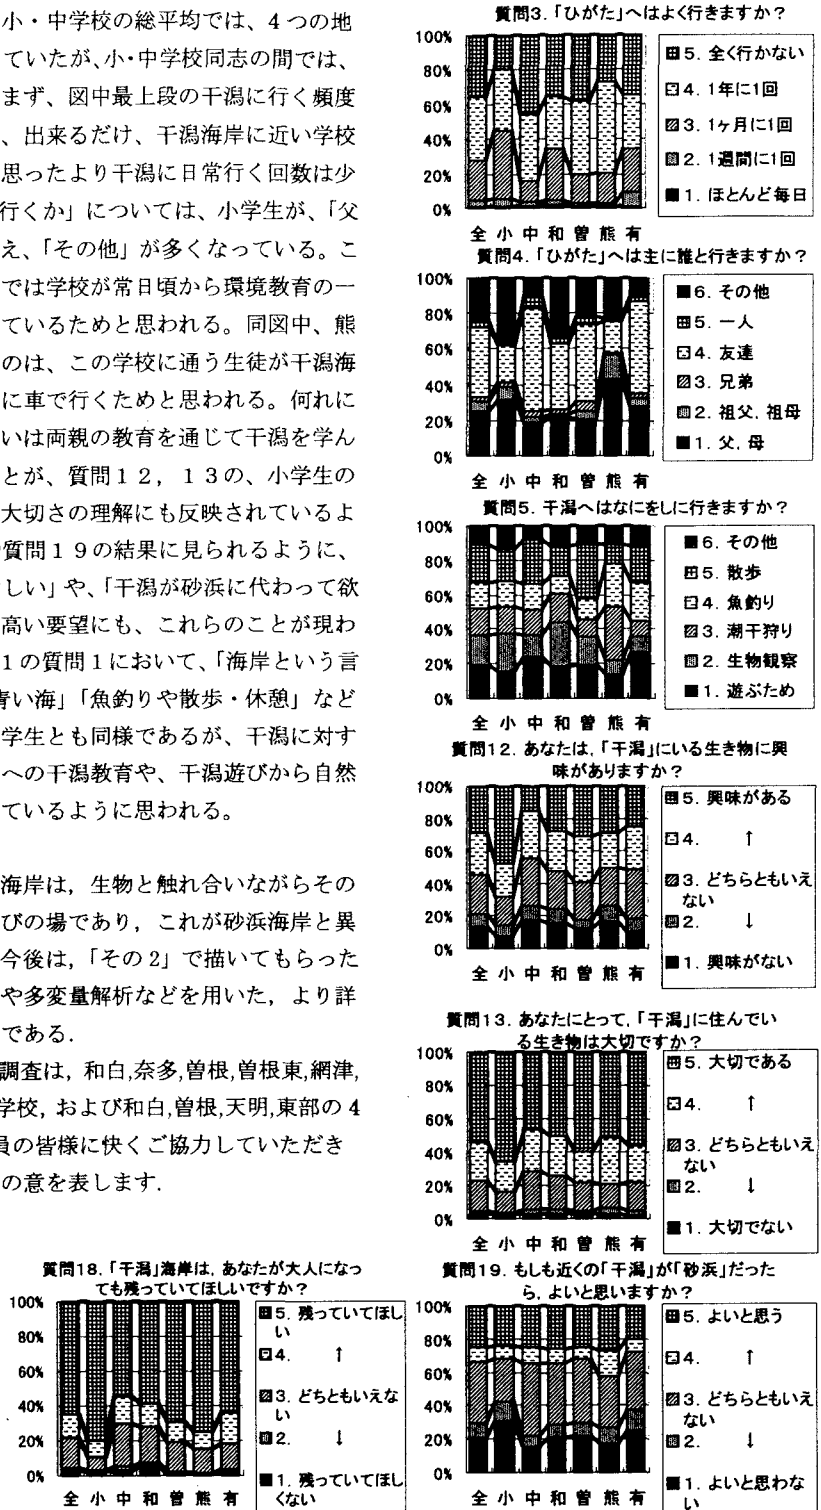 小・中学校の総平均では、4つの地
ていたが、小・中学校同志の間では、
まず、図中最上段の干潟に行く頻度
、出来るだけ、干潟海岸に近い学校
思ったより干潟に日常行く回数は少
行くか」については、小学生が、「父
え、「その他」が多くなっている。こ
では学校が常日頃から環境教育の一
ているためと思われる。同図中、熊
のは、この学校に通う生徒が干潟海
に車で行くためと思われる。何れに
いは両親の教育を通じて干潟を学ん
とが、質問12，13の、小学生の
大切さの理解にも反映されているよ
質問19の結果に見られるように、
しい」や、「干潟が砂浜に代わって欲
高い要望にも、これらのことが現わ
1の質問1において、「海岸という言
青い海」「魚釣りや散歩・休憩」など
学生とも同様であるが、干潟に対す
への干潟教育や、干潟遊びから自然
ているように思われる。
海岸は，生物と触れ合いながらその
びの場であり，これが砂浜海岸と異
今後は，「その2」で描いてもらった
や多変量解析などを用いた，より詳
である．
調査は，和白,奈多,曽根,曽根東,網津,
学校，および和白,曽根,天明,東部の4
員の皆様に快くご協力していただき
の意を表します．
質問3．「ひがた」へはよく行きますか？
100%
80%
60%
40%
20%
0%
全 小 中 和 曽 熊 有
5．全く行かない
4．1年に1回
3．1ヶ月に1回
2．1週間に1回
1．ほとんど毎日
質問4．「ひがた」へは主に誰と行きますか？
100%
80%
60%
40%
20%
0%
全 小 中 和 曽 熊 有
6．その他
5．一人
4．友達
3．兄弟
2．祖父，祖母
1．父，母
質問5．干潟へはなにをしに行きますか？
100%
80%
60%
40%
20%
0%
全 小 中 和 曽 熊 有
6．その他
5．散歩
4．魚釣り
3．潮干狩り
2．生物観察
1．遊ぶため
質問12．あなたは，「干潟」にいる生き物に興
味がありますか？
100%
80%
60%
40%
20%
0%
全 小 中 和 曽 熊 有
5．興味がある
4． ↑
3．どちらともいえ
ない
2． ↓
1．興味がない
質問13．あなたにとって，「干潟」に住んでい
る生き物は大切ですか？
100%
80%
60%
40%
20%
0%
全 小 中 和 曽 熊 有
5．大切である
4． ↑
3．どちらともいえ
ない
2． ↓
1．大切でない
質問18．「干潟」海岸は，あなたが大人になっ
ても残っていてほしいですか？
100%
80%
60%
40%
20%
0%
全 小 中 和 曽 熊 有
5．残っていてほし
い
4． ↑
3．どちともいえな
い
2． ↓
1．残っていてほし
くない
質問19．もしも近くの「干潟」が「砂浜」だった
ら，よいと思いますか？
100%
80%
60%
40%
20%
0%
全 小 中 和 曽 熊 有
5．よいと思う
4． ↑
3．どちらともいえ
ない
2． ↓
1．よいと思わな
い